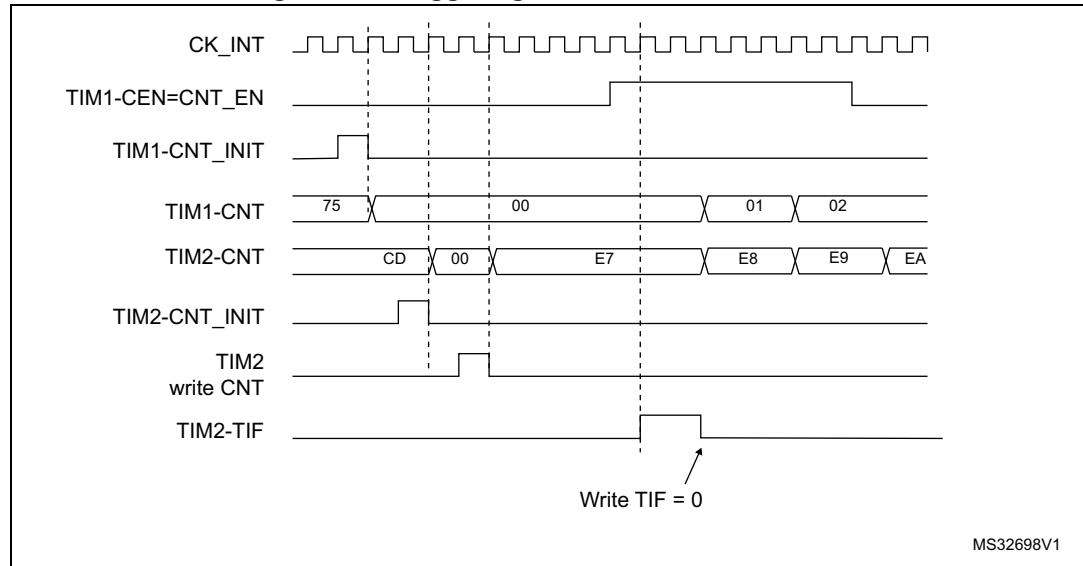 CK_INT
TIM1-CEN=CNT_EN
TIM1-CNT_INIT
TIM1-CNT 75 00 01 02
TIM2-CNT CD 00 E7 E8 E9 EA
TIM2-CNT_INIT
TIM2
write CNT
TIM2-TIF
Write TIF = 0
MS32698V1